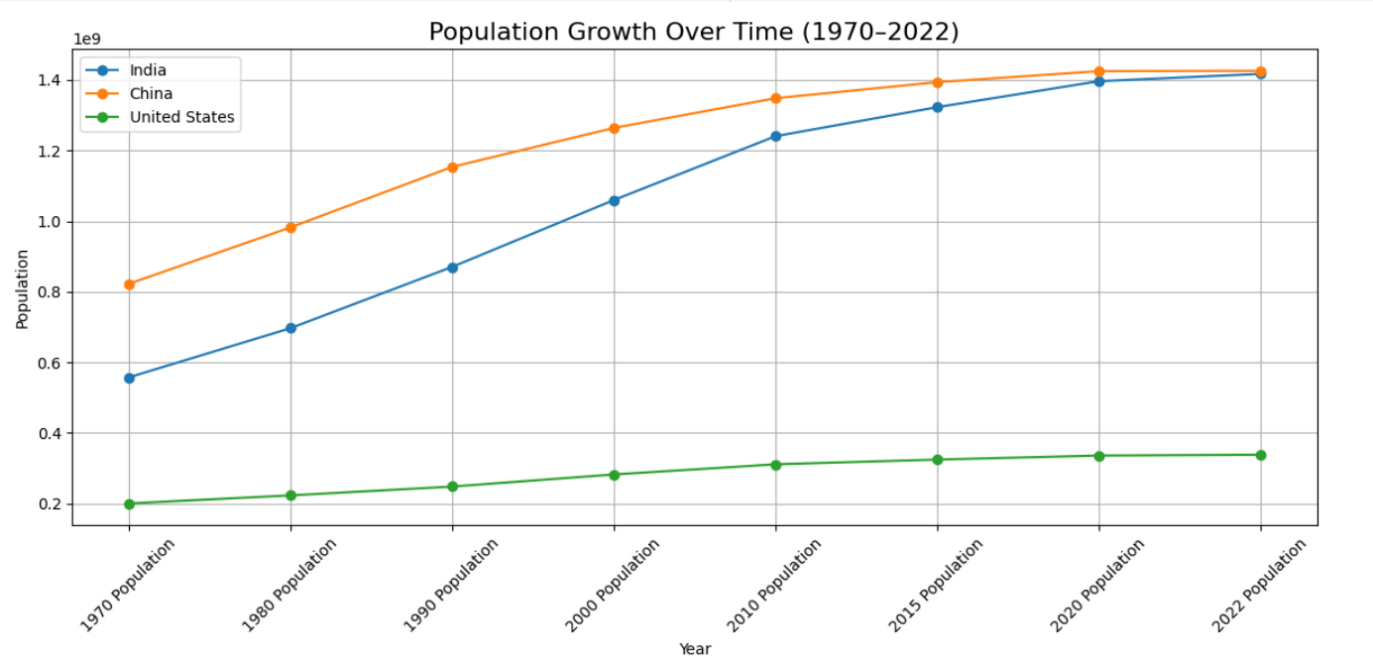 Population Growth Over Time (1970–2022)
1e9
India
China
United States
1.4
1.2
1.0
0.8
0.6
0.4
0.2
Population
1970 Population
1980 Population
1990 Population
2000 Population
2010 Population
2015 Population
2020 Population
2022 Population
Year